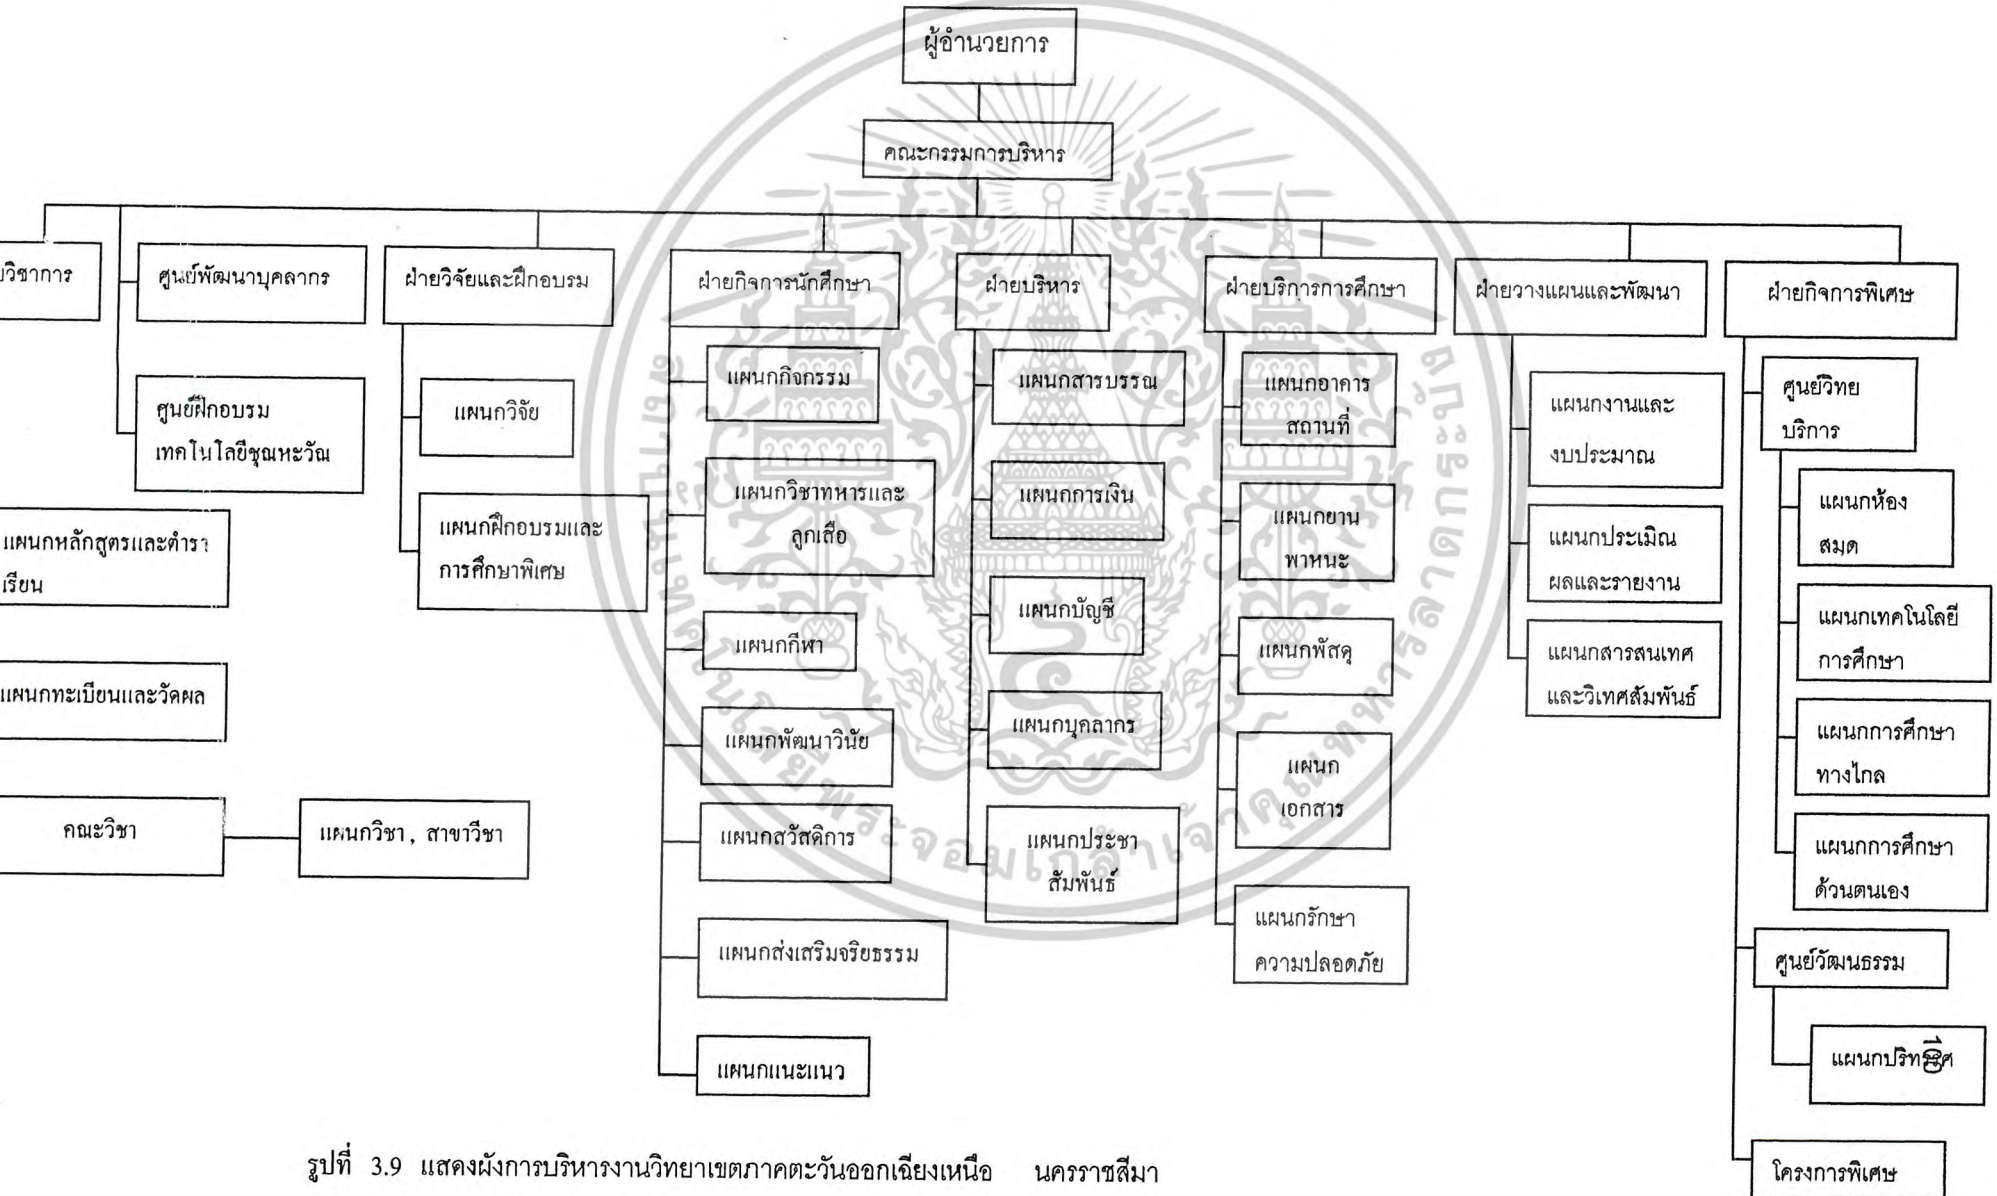 ผู้อำนวยการ
คณะกรรมการบริหาร
วิชาการ
ศูนย์พัฒนาบุคลากร
ศูนย์ฝึกอบรม
เทคโนโลยีชุณหะวัณ
แผนกหลักสูตรและตำรา
เรียน
แผนกทะเบียนและวัดผล
คณะวิชา
แผนกวิชา, สาขาวิชา
ฝ่ายวิจัยและฝึกอบรม
แผนกวิจัย
แผนกฝึกอบรมและ
การศึกษาพิเศษ
ฝ่ายกิจการนักศึกษา
แผนกกิจกรรม
แผนกวิชาทหารและ
ลูกเสือ
แผนกกีฬา
แผนกพัฒนาวินัย
แผนกสวัสดิการ
แผนกส่งเสริมจริยธรรม
แผนกแนะแนว
ฝ่ายบริหาร
แผนกสารบรรณ
แผนกการเงิน
แผนกบัญชี
แผนกบุคลากร
แผนกประชา
สัมพันธ์
ฝ่ายบริการการศึกษา
แผนกอาคาร
สถานที่
แผนกยาน
พาหนะ
แผนกพัสดุ
แผนก
เอกสาร
แผนกรักษา
ความปลอดภัย
ฝ่ายวางแผนและพัฒนา
แผนกงานและ
งบประมาณ
แผนกประเมิณ
ผลและรายงาน
แผนกสารสนเทศ
และวิเทศสัมพันธ์
ฝ่ายกิจการพิเศษ
ศูนย์วิทย
บริการ
แผนกห้อง
สมุด
แผนกเทคโนโลยี
การศึกษา
แผนกการศึกษา
ทางไกล
แผนกการศึกษา
ด้วนตนเอง
ศูนย์วัฒนธรรม
โครงการพิเศษ
รูปที่ 3.9 แสดงผังการบริหารงานวิทยาเขตภาคตะวันออกเฉียงเหนือ นครราชสีมา
สถาบันเทคโนโลยีพระจอมเกล้าเจ้าคุณทหารลาดกระบัง